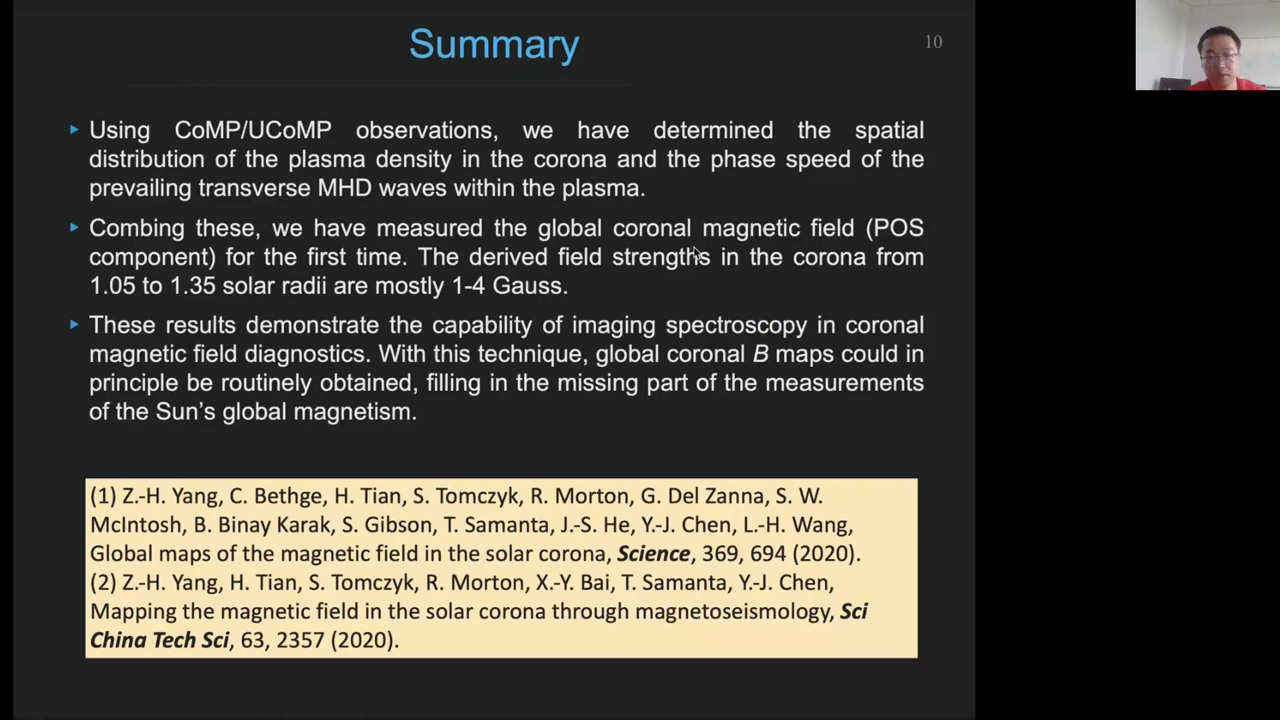 Summary
10
Using CoMP/UCoMP observations, we have determined the spatial
distribution of the plasma density in the corona and the phase speed of the
prevailing transverse MHD waves within the plasma.
Combing these, we have measured the global coronal magnetic field (POS
component) for the first time. The derived field strengths in the corona from
1.05 to 1.35 solar radii are mostly 1-4 Gauss.
These results demonstrate the capability of imaging spectroscopy in coronal
magnetic field diagnostics. With this technique, global coronal B maps could in
principle be routinely obtained, filling in the missing part of the measurements
of the Sun's global magnetism.
(1) Z.-H. Yang, C. Bethge, H. Tian, S. Tomczyk, R. Morton, G. Del Zanna, S. W.
McIntosh, B. Binay Karak, S. Gibson, T. Samanta, J.-S. He, Y.-J. Chen, L.-H. Wang,
Global maps of the magnetic field in the solar corona, Science, 369, 694 (2020).
(2) Z.-H. Yang, H. Tian, S. Tomczyk, R. Morton, X.-Y. Bai, T. Samanta, Y.-J. Chen,
Mapping the magnetic field in the solar corona through magnetoseismology, Sci
China Tech Sci, 63, 2357 (2020).